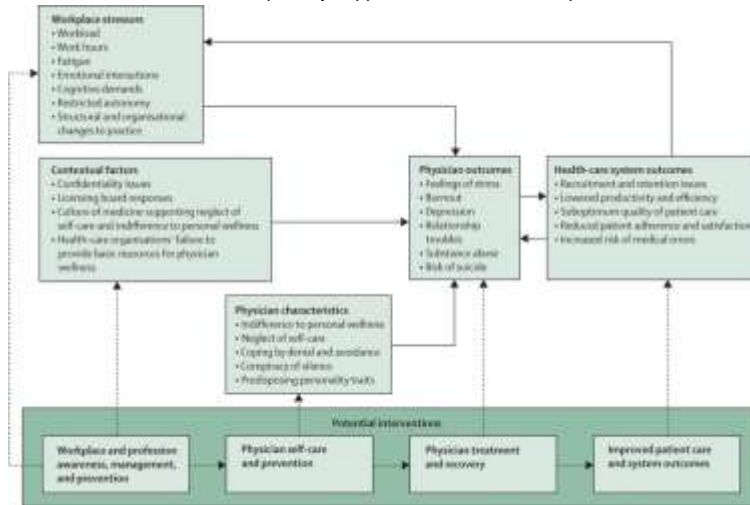 Workplace stressors
• Workload
• Work hours
• Fatigue
• Emotional interactions
• Cognitive demands
• Restricted autonomy
• Structural and organisational
changes to practice
Contextual factors
• Confidentiality issues
• Licensing board responses
• Culture of medicine supporting neglect of
self-care and indifference to personal wellness
• Health-care organisations' failure to
provide basic resources for physician
wellness
Physician outcomes
• Feelings of stress
• Burnout
• Depression
• Relationship
troubles
• Substance abuse
• Risk of suicide
Health-care system outcomes
• Recruitment and retention issues
• Lowered productivity and efficiency
• Suboptimum quality of patient care
• Reduced patient adherence and satisfaction
• Increased risk of medical errors
Physician characteristics
• Indifference to personal wellness
• Neglect of self-care
• Coping by denial and avoidance
• Conspiracy of silence
• Predisposing personality traits
Potential interventions
Workplace and profession
awareness, management,
and prevention
Physician self-care
and prevention
Physician treatment
and recovery
Improved patient care
and system outcomes